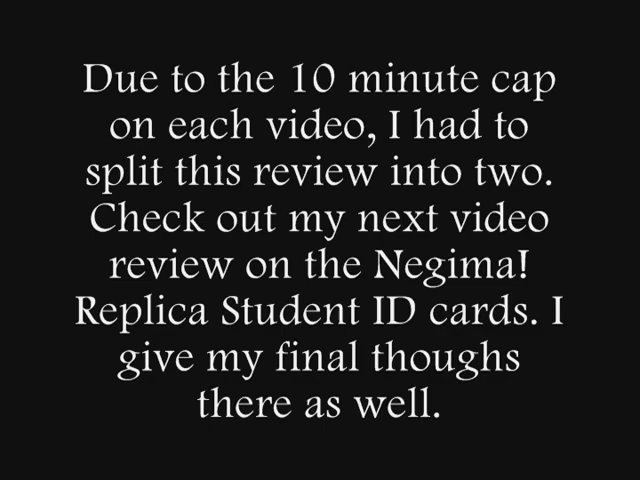 Due to the 10 minute cap
on each video, I had to
split this review into two.
Check out my next video
review on the Negima!
Replica Student ID cards. I
give my final thoughs
there as well.